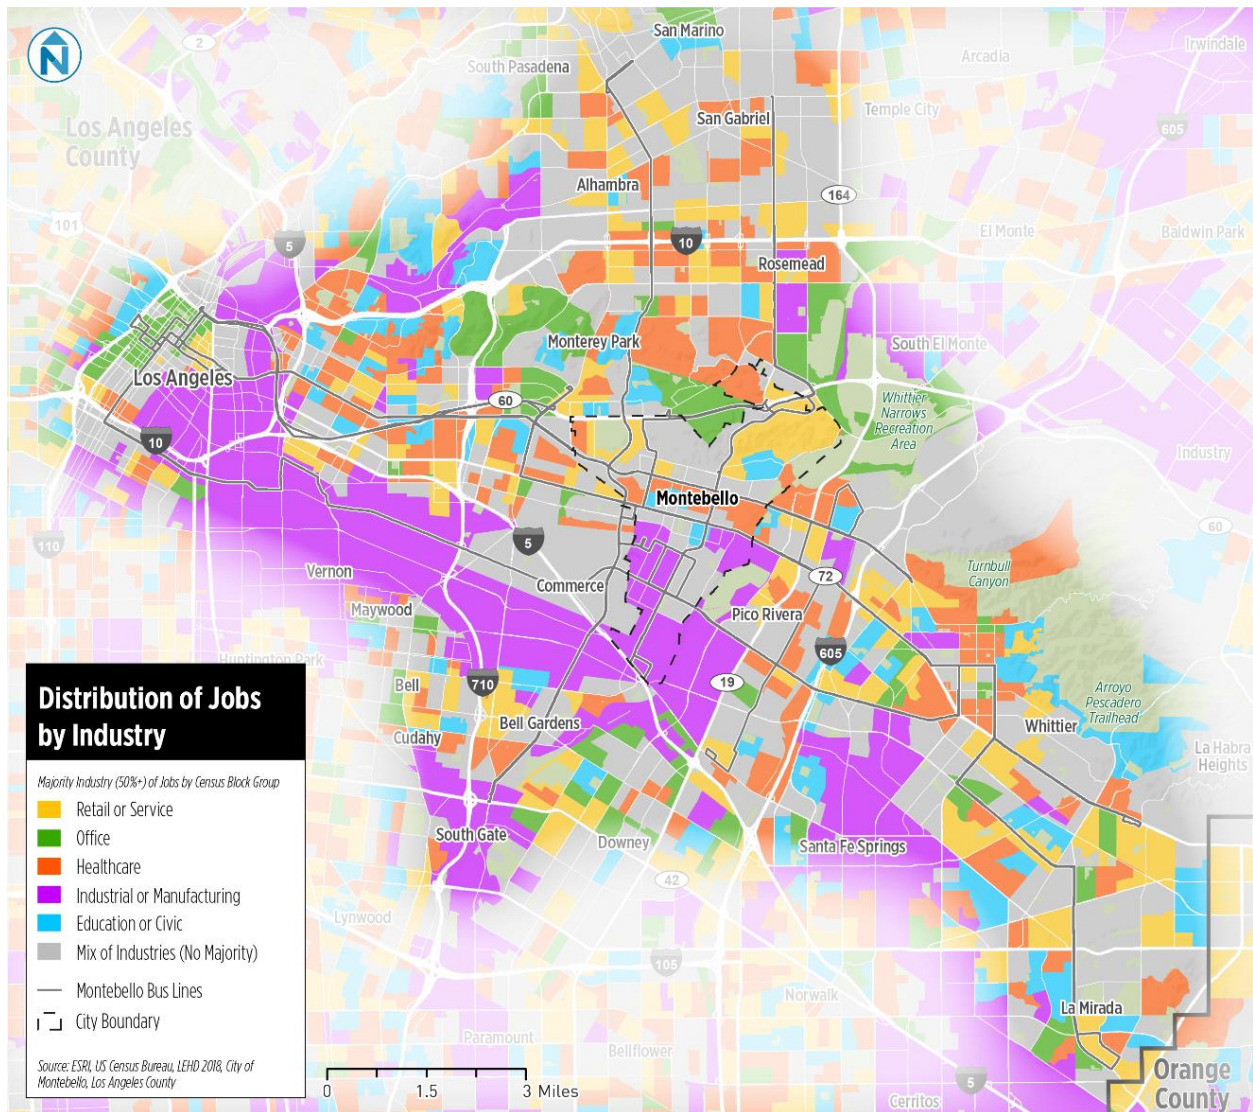 San Marino
2
South Pasadena
Arcadia
Irwindale
N
Los Angeles
County
San Gabriel
Temple City
605
Alhambra
164
101
5
10
El Monte
Baldwin Park
Rosemead
Monterey Park
South El Monte
Los Angeles
60
Whittier
Narrows
Recreation
Area
10
Industry
Montebello
60
110
5
Vernon
Commerce
72
Turnbull
Canyon
Maywood
Pico Rivera
Huntington Park
605
Bell
710
19
Arroyo
Pescadero
Trailhead
Bell Gardens
Whittier
Cudahy
La Habra
Heights
South Gate
Downey
Santa Fe Springs
42
Lynwood
105
Norwalk
La Mirada
Paramount
Bellflower
5
Cerritos
Orange
County
Distribution of Jobs
by Industry
Majority Industry (50%+) of Jobs by Census Block Group
Retail or Service
Office
Healthcare
Industrial or Manufacturing
Education or Civic
Mix of Industries (No Majority)
Montebello Bus Lines
City Boundary
Source: ESRI, US Census Bureau, LEHD 2018, City of
Montebello, Los Angeles County
0 1.5 3 Miles